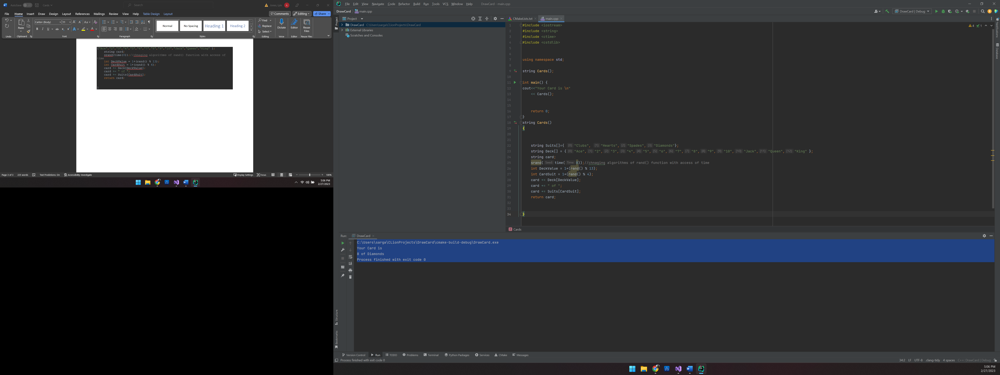 AutoSave Off Cards Search Jones, Lyle JL
File Home Insert Draw Design Layout References Mailings Review View Help Table Design Layout Comments Editing Share
Paste Calibri (Body) 11 Aa Normal No Spacing Heading 1 Heading 2 Find Replace Select Dictate Editor Reuse Files
Undo Clipboard Font Paragraph Styles Editing Voice Editor Reuse Files
{"Ace","2","3","4","5","6","7","8","9","10","Jack","Queen","King" };
string card;
srand(time(0));//chnaging algorithms of rand() function with access of
time
int DeckValue = 1+(rand() % 13);
int CardSuit = 1+(rand() % 4);
card += Deck[DeckValue];
card += " of ";
card += Suits[CardSuit];
return card;
}
Page 3 of 3 225 words Text Predictions: On Accessibility: Investigate Display Settings Focus 100%
5:06 PM
2/27/2023
File Edit View Navigate Code Refactor Build Run Tools VCS Window Help DrawCard - main.cpp
DrawCard main.cpp DrawCard | Debug
Project CMakeLists.txt main.cpp
DrawCard C:\Users\sarga\CLionProjects\DrawCard
External Libraries
Scratches and Consoles
Project
Structure
Bookmarks
Notifications
Database
4 1
1 #include <iostream>
2 #include <string>
3 #include <ctime>
4 #include <cstdlib>
5
6
7 using namespace std;
8
9 string Cards();
10
11 int main() {
12 cout<<"Your Card is \n"
13 << Cards();
14
15
16 return 0;
17 }
18 string Cards()
19 {
20
21
22 string Suits[]={ [0]: "Clubs", [1]: "Hearts", [2]: "Spades", [3]: "Diamonds"};
23 string Deck[] = { [0]: "Ace", [1]: "2", [2]: "3", [3]: "4", [4]: "5", [5]: "6", [6]: "7", [7]: "8", [8]: "9", [9]: "10", [10]: "Jack", [11]: "Queen", [12]: "King" };
24 string card;
25 srand( Seed: time( Time: 0));//chnaging algorithms of rand() function with access of time
26 int DeckValue = 1+(rand() % 13);
27 int CardSuit = 1+(rand() % 4);
28 card += Deck[DeckValue];
29 card += " of ";
30 card += Suits[CardSuit];
31 return card;
32
33
34 }
Cards
Run: DrawCard
C:\Users\sarga\CLionProjects\DrawCard\cmake-build-debug\DrawCard.exe
Your Card is
8 of Diamonds
Process finished with exit code 0
Version Control Run TODO Problems Terminal Python Packages Services CMake Messages
Process finished with exit code 0 34:2 LF UTF-8 .clang-tidy 4 spaces C++: DrawCard | Debug
5:06 PM
2/27/2023